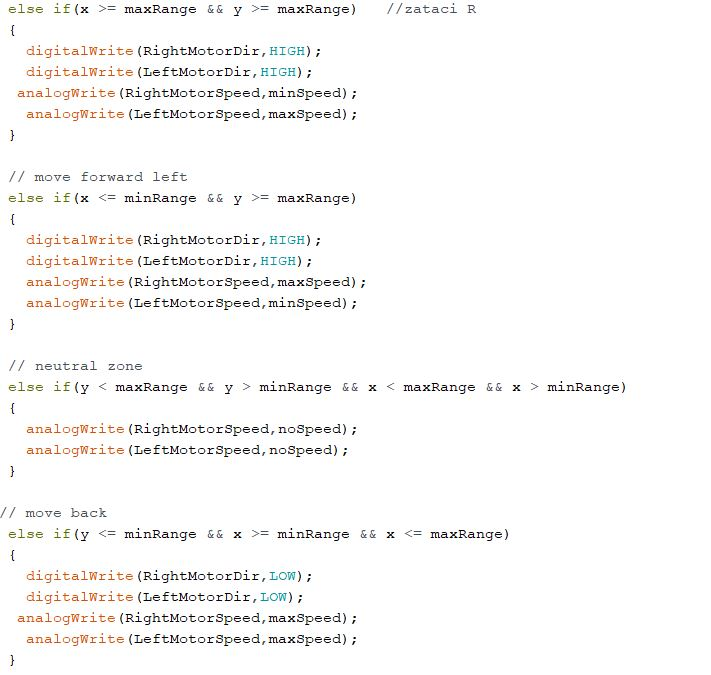 else if(x >= maxRange && y >= maxRange)   //zataci R
{
  digitalWrite(RightMotorDir,HIGH);
  digitalWrite(LeftMotorDir,HIGH);
 analogWrite(RightMotorSpeed,minSpeed);
  analogWrite(LeftMotorSpeed,maxSpeed);
}

// move forward left
else if(x <= minRange && y >= maxRange)
{
  digitalWrite(RightMotorDir,HIGH);
  digitalWrite(LeftMotorDir,HIGH);
  analogWrite(RightMotorSpeed,maxSpeed);
  analogWrite(LeftMotorSpeed,minSpeed);
}

// neutral zone
else if(y < maxRange && y > minRange && x < maxRange && x > minRange)
{
  analogWrite(RightMotorSpeed,noSpeed);
  analogWrite(LeftMotorSpeed,noSpeed);
}

// move back
else if(y <= minRange && x >= minRange && x <= maxRange)
{
  digitalWrite(RightMotorDir,LOW);
  digitalWrite(LeftMotorDir,LOW);
 analogWrite(RightMotorSpeed,maxSpeed);
  analogWrite(LeftMotorSpeed,maxSpeed);
}